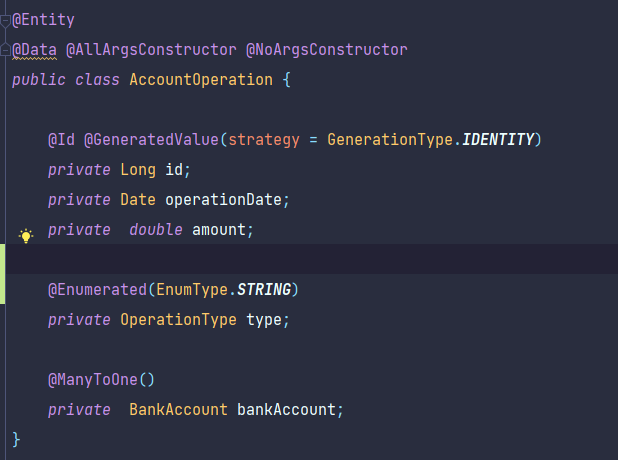 @Entity
@Data @AllArgsConstructor @NoArgsConstructor
public class AccountOperation {
@Id @GeneratedValue(strategy = GenerationType.IDENTITY)
private Long id;
private Date operationDate;
private  double amount;
@Enumerated(EnumType.STRING)
private OperationType type;
@ManyToOne()
private  BankAccount bankAccount;
}